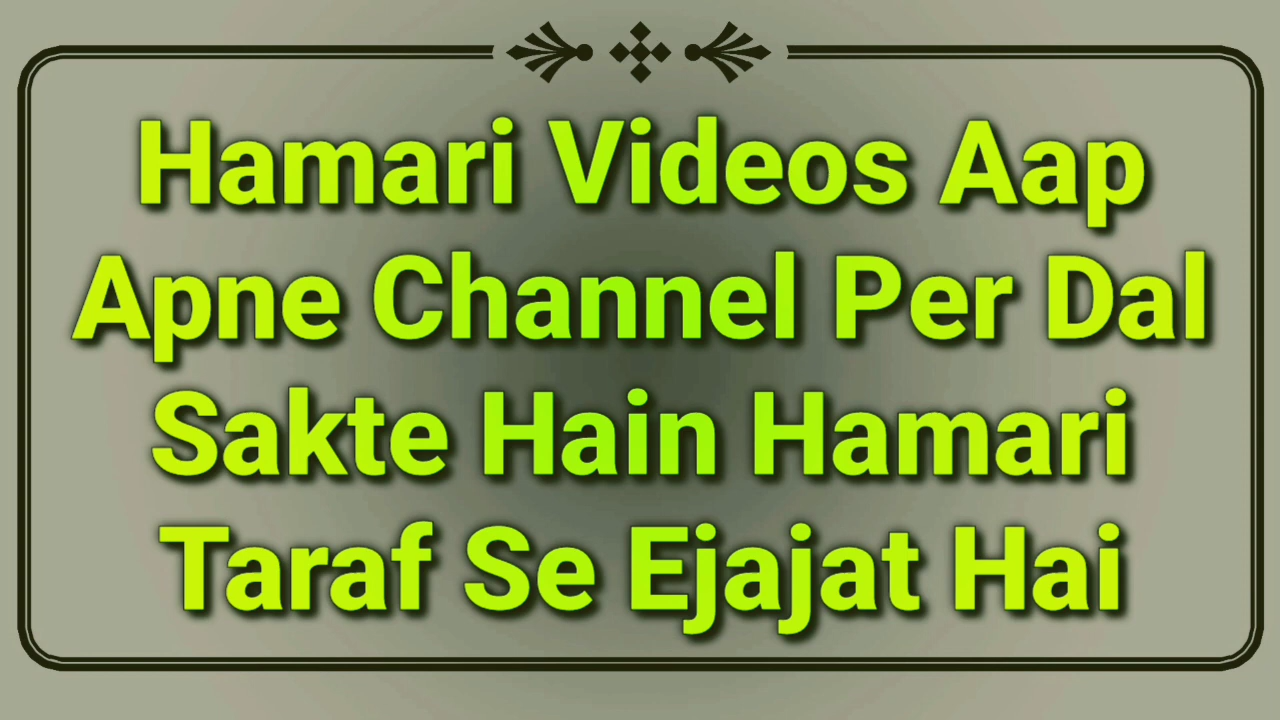 Hamari Videos Aap
Apne Channel Per Dal
Sakte Hain Hamari
Taraf Se Ejajat Hai